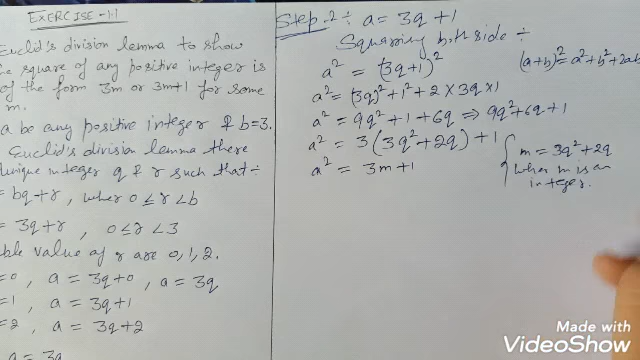 EXERCISE - 1.1
Euclid's division lemma to show
the square of any positive integer is
of the form 3m or 3m+1 for some
m.
a be any positive integer & b=3.
Euclid's division lemma there
unique integer q & r such that ÷
= bq + r, wher 0 ≤ r < b
= 3q + r, 0 ≤ r < 3
value of r are 0, 1, 2.
=0, a = 3q+0, a = 3q
=1, a = 3q+1
=2, a = 3q+2
a = 3q
Step-2 ÷ a = 3q + 1
Squaring both side ÷
a² = (3q+1)²
(a+b)² = a²+b²+2ab
a² = (3q)² + 1² + 2 × 3q × 1
a² = 9q² + 1 + 6q ⇒ 9q² + 6q + 1
a² = 3(3q² + 2q) + 1
a² = 3m + 1
m = 3q² + 2q
when m is an
integer.
Made with
VideoShow